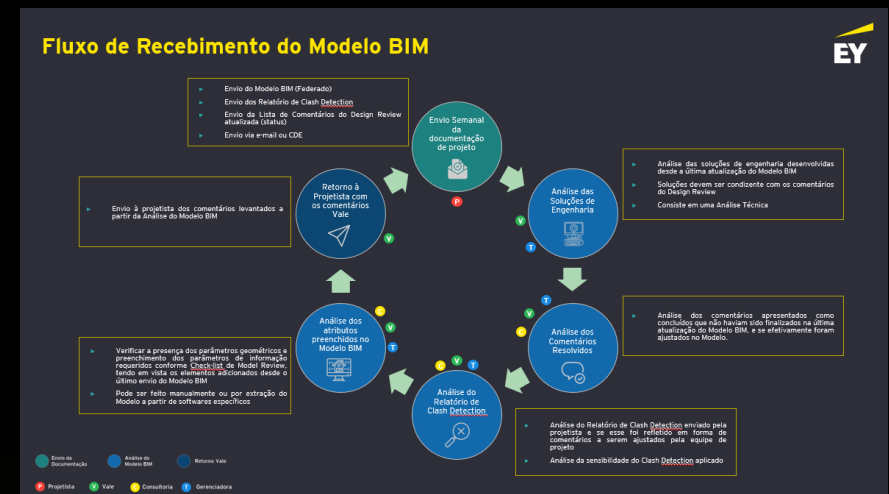 Fluxo de Recebimento do Modelo BIM
EY
► Envio do Modelo BIM (Federado)
► Envio dos Relatório de Clash Detection
► Envio da Lista de Comentários do Design Review
atualizada (status)
► Envio via e-mail ou CDE
Envio Semanal
da
documentação
de projeto
P
► Análise das soluções de engenharia desenvolvidas
desde a última atualização do Modelo BIM
► Soluções devem ser condizente com os comentários
do Design Review
► Consiste em uma Análise Técnica
Análise das
Soluções de
Engenharia
V
T
► Análise dos comentários apresentados como
concluídos que não haviam sido finalizados na última
atualização do Modelo BIM, e se efetivamente foram
ajustados no Modelo.
Análise dos
Comentários
Resolvidos
T
V
C
► Análise do Relatório de Clash Detection enviado pela
projetista e se esse foi refletido em forma de
comentários a serem ajustados pela equipe de
projeto
► Análise da sensibilidade do Clash Detection aplicado
Análise do
Relatório de
Clash Detection
C
V
T
► Verificar a presença dos parâmetros geométricos e
preenchimento dos parâmetros de informação
requeridos conforme Check-list de Model Review,
tendo em vista os elementos adicionados desde o
último envio do Modelo BIM
► Pode ser feito manualmente ou por extração do
Modelo a partir de softwares específicos
Análise dos
atributos
preenchidos no
Modelo BIM
C
V
T
► Envio à projetista dos comentários levantados a
partir da Análise do Modelo BIM
Retorno à
Projetista com
os comentários
Vale
V
Envio da
Documentação
Análise do
Modelo BIM
Retorno Vale
P Projetista
V Vale
C Consultoria
T Gerenciadora